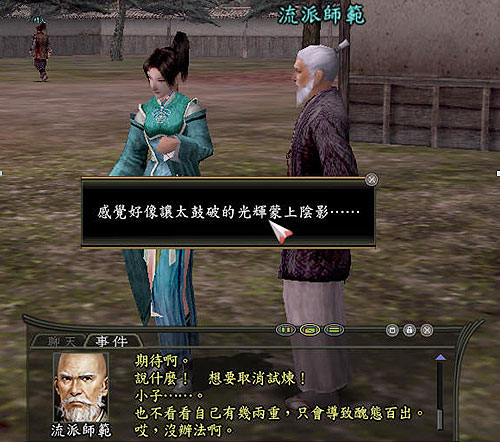 流派師範
感覺好像讓太鼓破的光輝蒙上陰影……
聊天 事件
期待啊。
說什麼！ 想要取消試煉！
小子……。
也不看看自己有幾兩重，只會導致醜態百出。
哎，沒辦法啊。
流派師範